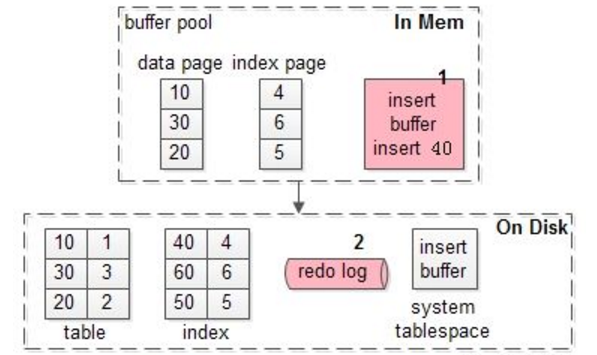 buffer pool
In Mem
data page
index page
10
30
20
4
6
5
1
insert
buffer
insert 40
On Disk
10 1
30 3
20 2
table
40 4
60 6
50 5
index
2
redo log
insert
buffer
system
tablespace